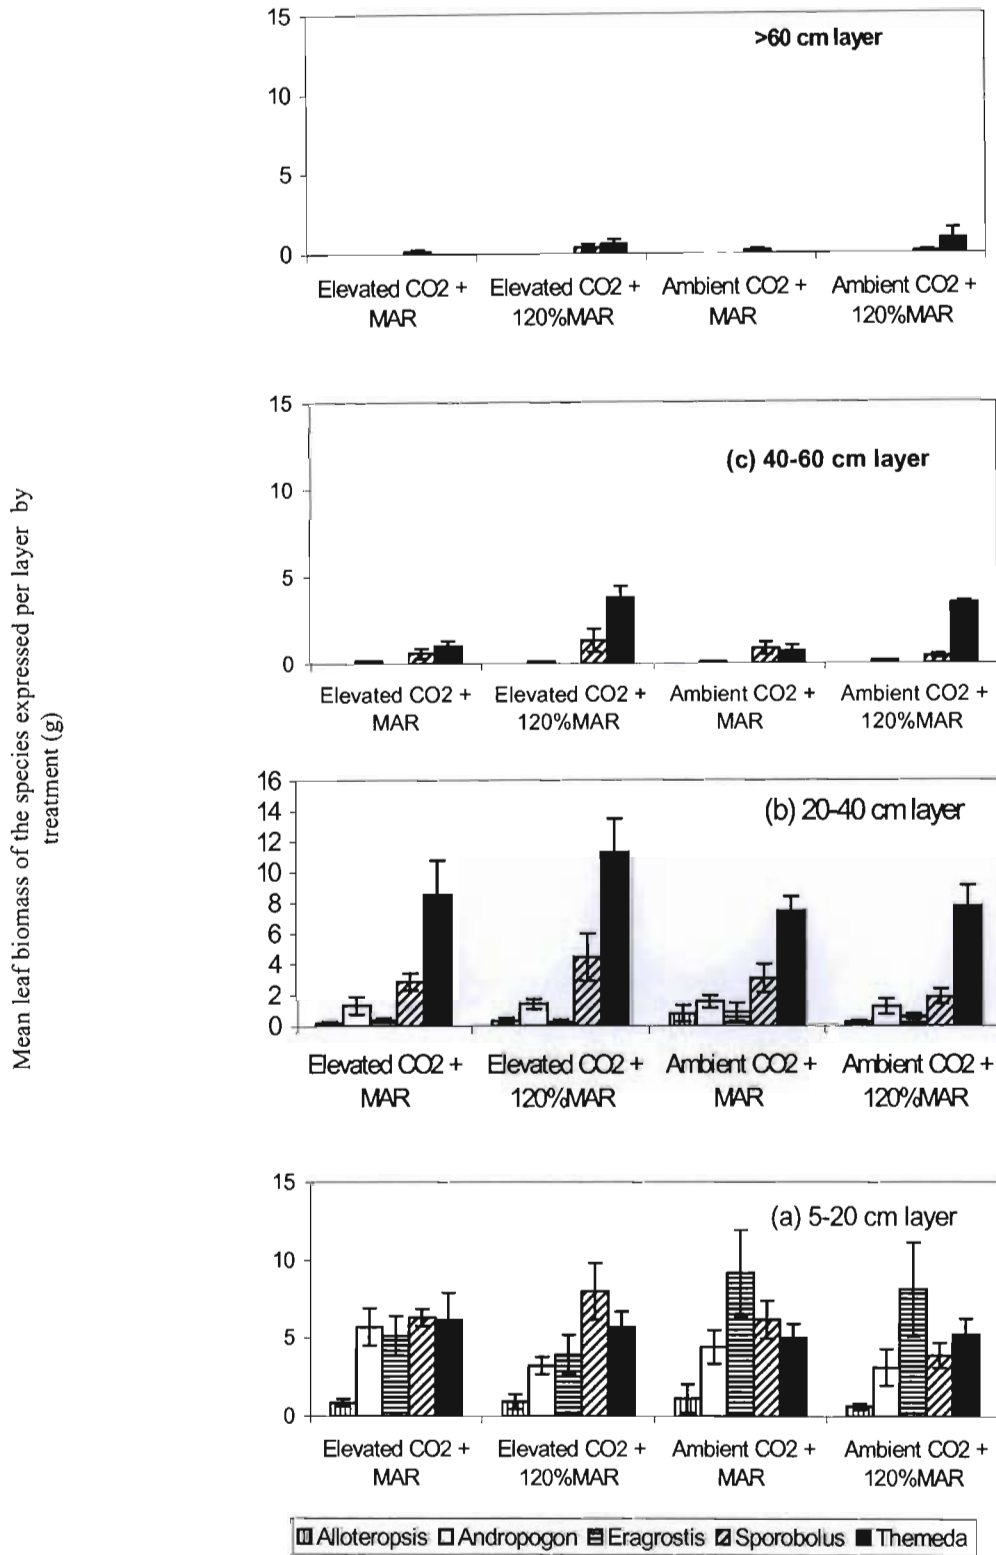 Mean leaf biomass of the species expressed per layer by
treatment (g)
>60 cm layer
15
10
5
0
Elevated CO2 + Elevated CO2 + Ambient CO2 + Ambient CO2 +
MAR 120%MAR MAR 120%MAR
(c) 40-60 cm layer
15
10
5
0
Elevated CO2 + Elevated CO2 + Ambient CO2 + Ambient CO2 +
MAR 120%MAR MAR 120%MAR
(b) 20-40 cm layer
16
14
12
10
8
6
4
2
0
Elevated CO2 + Elevated CO2 + Ambient CO2 + Ambient CO2 +
MAR 120%MAR MAR 120%MAR
(a) 5-20 cm layer
15
10
5
0
Elevated CO2 + Elevated CO2 + Ambient CO2 + Ambient CO2 +
MAR 120%MAR MAR 120%MAR
Alloteropsis Andropogon Eragrostis Sporobolus Themeda